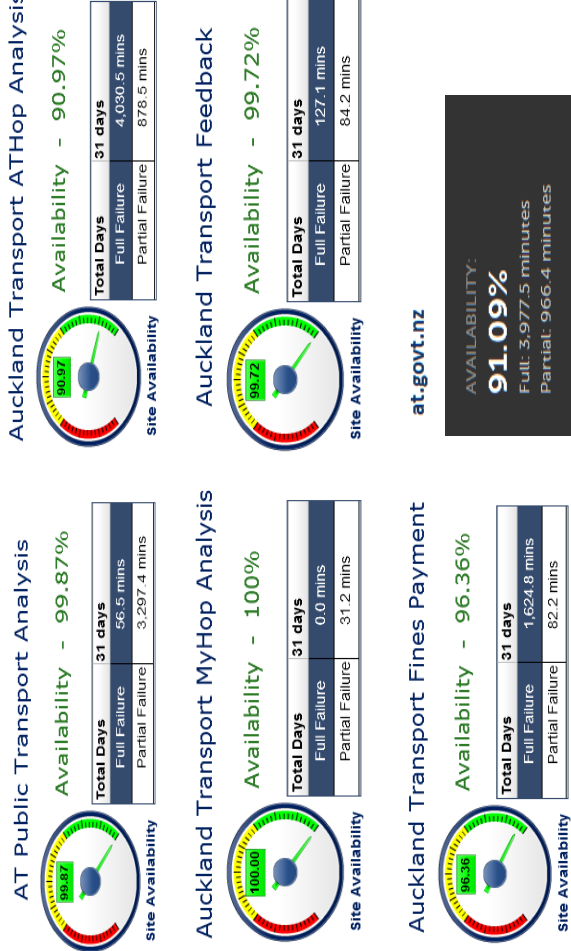 AT Public Transport Analysis
Availability - 99.87%
99.87
Site Availability
Total Days 31 days
Full Failure 56.5 mins
Partial Failure 3,297.4 mins
Auckland Transport ATHop Analysis
Availability - 90.97%
90.97
Site Availability
Total Days 31 days
Full Failure 4,030.5 mins
Partial Failure 878.5 mins
Auckland Transport MyHop Analysis
Availability - 100%
100.00
Site Availability
Total Days 31 days
Full Failure 0.0 mins
Partial Failure 31.2 mins
Auckland Transport Feedback
Availability - 99.72%
99.72
Site Availability
Total Days 31 days
Full Failure 127.1 mins
Partial Failure 84.2 mins
Auckland Transport Fines Payment
Availability - 96.36%
96.36
Site Availability
Total Days 31 days
Full Failure 1,624.8 mins
Partial Failure 82.2 mins
at.govt.nz
AVAILABILITY:
91.09%
Full: 3,977.5 minutes
Partial: 966.4 minutes